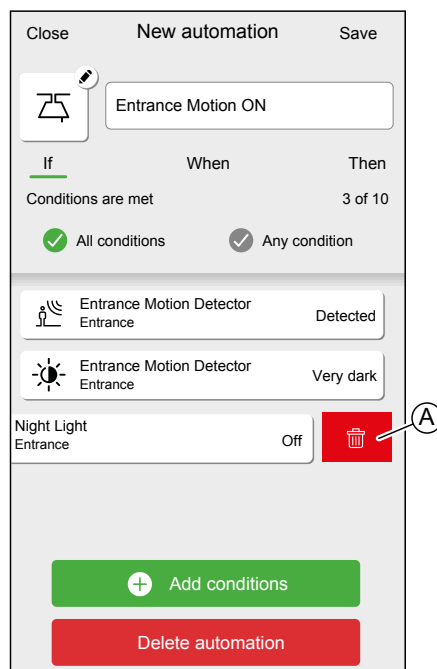 Close New automation Save
Entrance Motion ON
If When Then
Conditions are met 3 of 10
All conditions Any condition
Entrance Motion Detector
Entrance
Detected
Entrance Motion Detector
Entrance
Very dark
Night Light
Entrance
Off
A
Add conditions
Delete automation